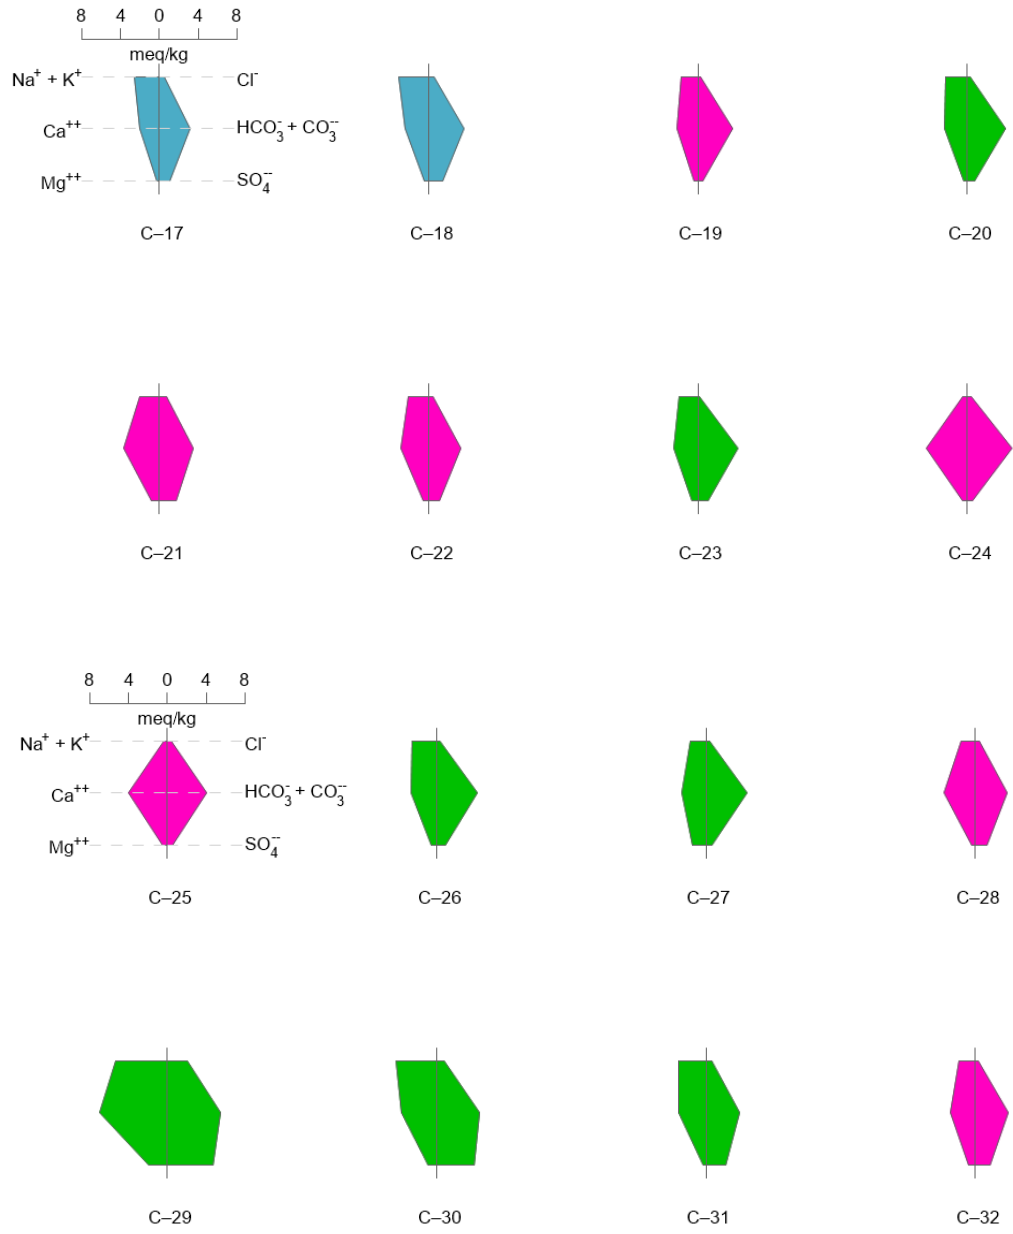 8 4 0 4 8
meq/kg
Na⁺ + K⁺ Cl⁻
Ca⁺⁺ HCO₃⁻ + CO₃⁻⁻
Mg⁺⁺ SO₄⁻⁻
C–17 C–18 C–19 C–20
C–21 C–22 C–23 C–24
8 4 0 4 8
meq/kg
Na⁺ + K⁺ Cl⁻
Ca⁺⁺ HCO₃⁻ + CO₃⁻⁻
Mg⁺⁺ SO₄⁻⁻
C–25 C–26 C–27 C–28
C–29 C–30 C–31 C–32